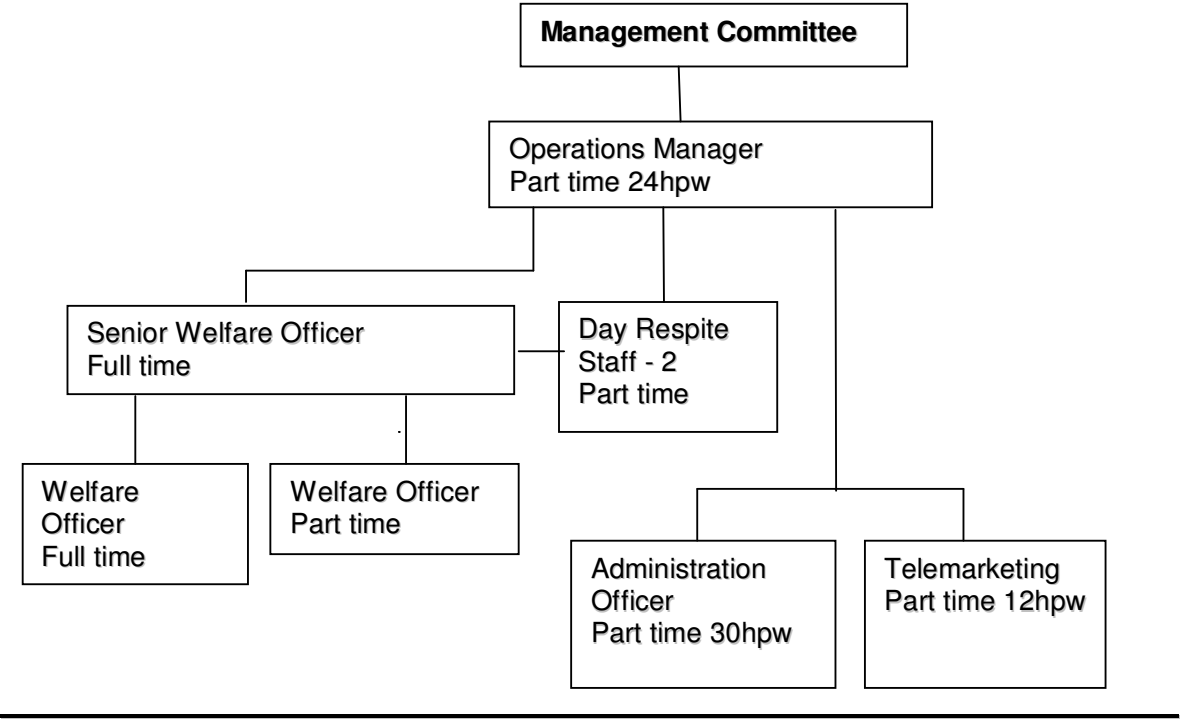 Management Committee
Operations Manager
Part time 24hpw
Senior Welfare Officer
Full time
Day Respite
Staff - 2
Part time
Welfare
Officer
Full time
Welfare Officer
Part time
Administration
Officer
Part time 30hpw
Telemarketing
Part time 12hpw